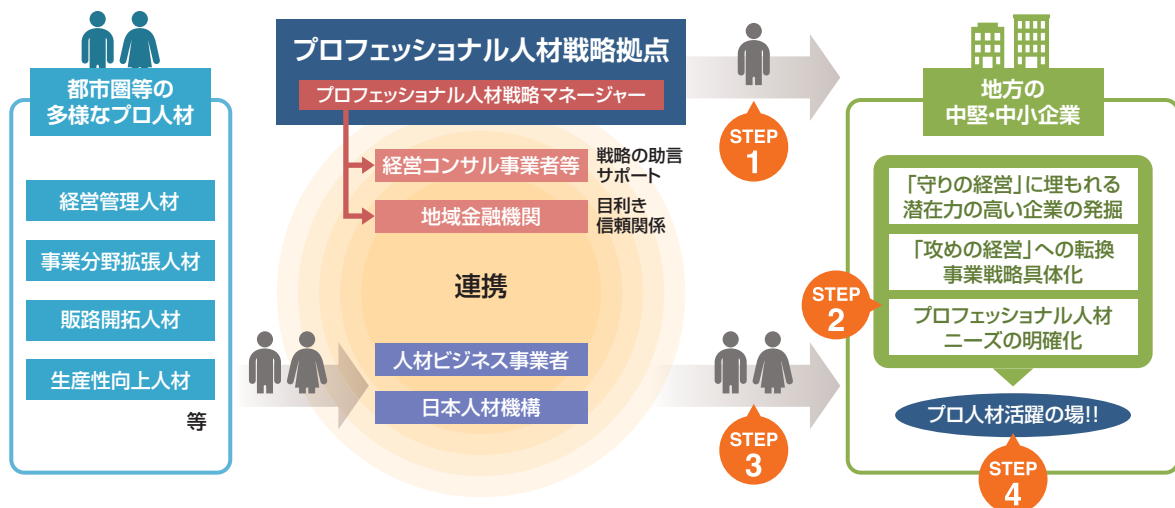 都市圏等の
多様なプロ人材
経営管理人材
事業分野拡張人材
販路開拓人材
生産性向上人材
等
プロフェッショナル人材戦略拠点
プロフェッショナル人材戦略マネージャー
経営コンサル事業者等
戦略の助言
サポート
地域金融機関
目利き
信頼関係
連携
人材ビジネス事業者
日本人材機構
STEP
1
STEP
3
地方の
中堅・中小企業
「守りの経営」に埋もれる
潜在力の高い企業の発掘
「攻めの経営」への転換
事業戦略具体化
STEP
2
プロフェッショナル人材
ニーズの明確化
プロ人材活躍の場!!
STEP
4